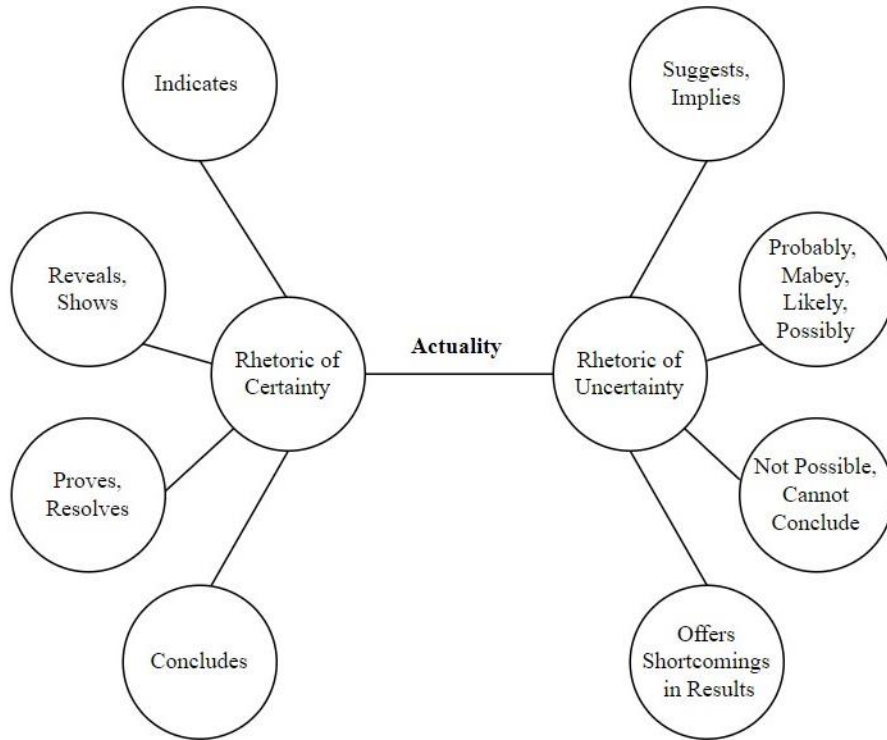 Indicates
Suggests,
Implies
Reveals,
Shows
Probably,
Mabey,
Likely,
Possibly
Rhetoric of
Certainty
Actuality
Rhetoric of
Uncertainty
Proves,
Resolves
Not Possible,
Cannot
Conclude
Concludes
Offers
Shortcomings
in Results